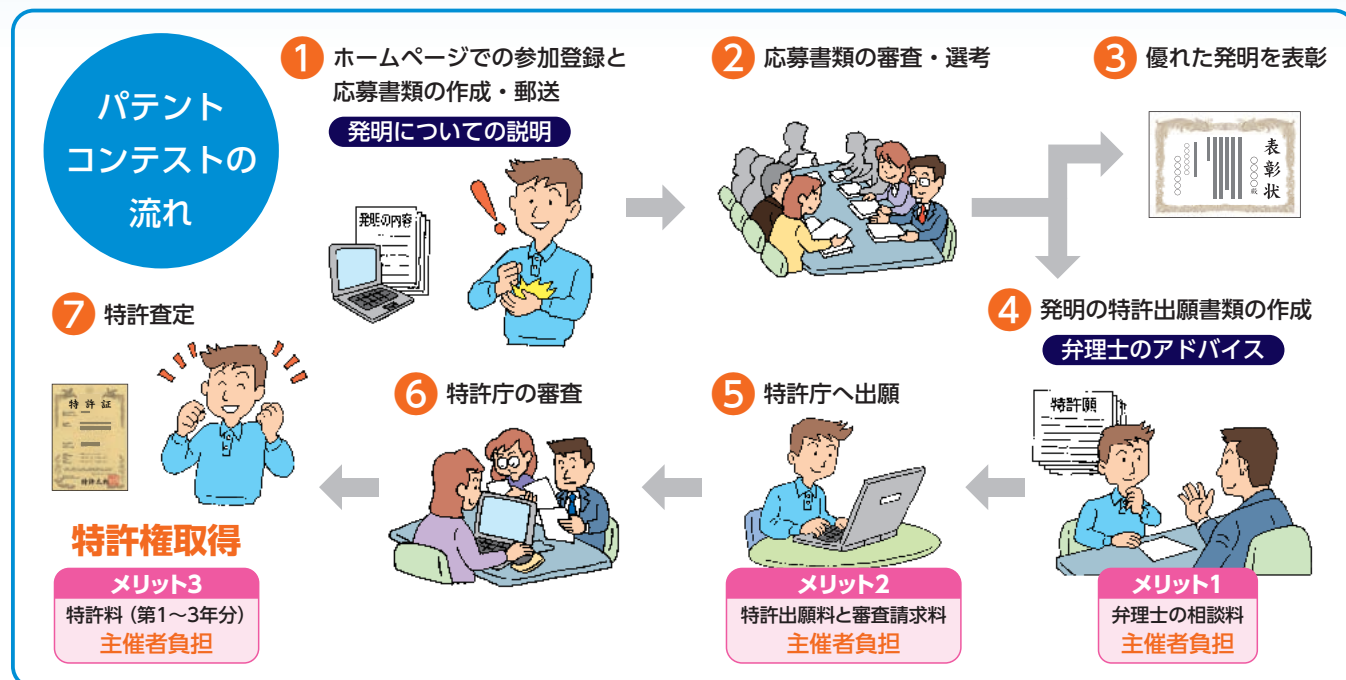 パテント
コンテストの
流れ
1 ホームページでの参加登録と
応募書類の作成・郵送
発明についての説明
発明の内容
2 応募書類の審査・選考
3 優れた発明を表彰
表彰状
○○○○殿
4 発明の特許出願書類の作成
弁理士のアドバイス
特許願
メリット1
弁理士の相談料
主催者負担
5 特許庁へ出願
メリット2
特許出願料と審査請求料
主催者負担
6 特許庁の審査
7 特許査定
特許証
特許権取得
メリット3
特許料（第1～3年分）
主催者負担